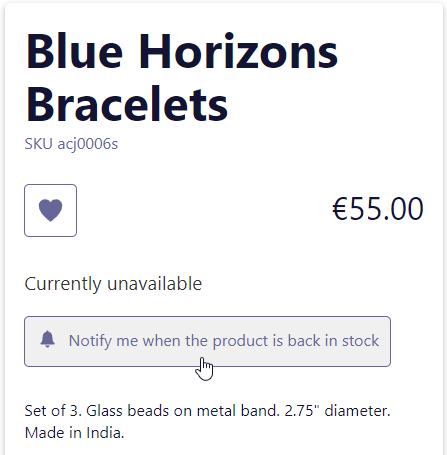 Blue Horizons
Bracelets
SKU acj0006s
€55.00
Currently unavailable
Notify me when the product is back in stock
Set of 3. Glass beads on metal band. 2.75" diameter.
Made in India.